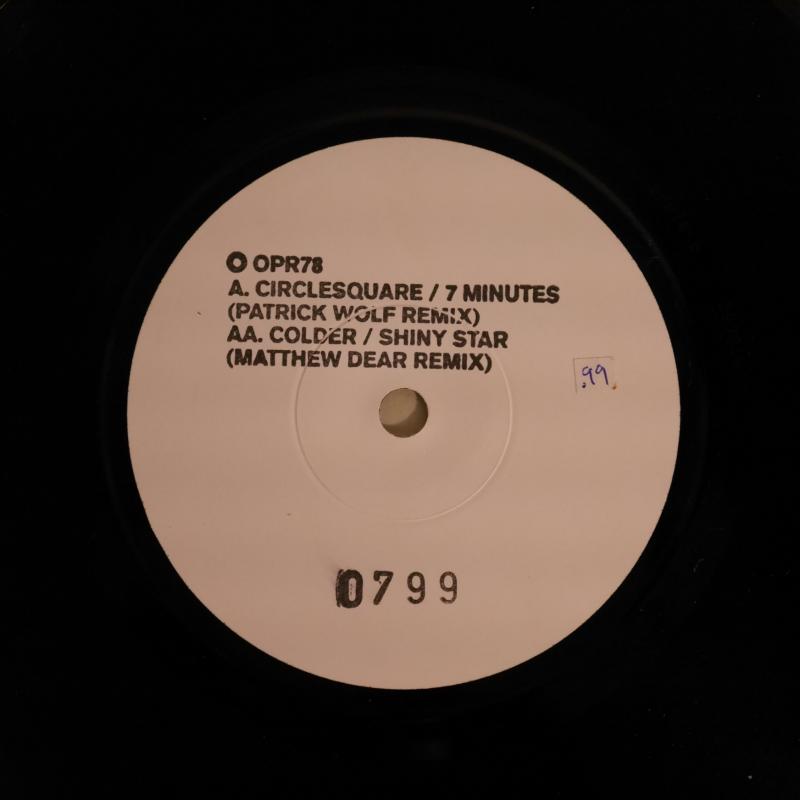 OPR78
A. CIRCLESQUARE / 7 MINUTES
(PATRICK WOLF REMIX)
AA. COLDER / SHINY STAR
(MATTHEW DEAR REMIX)
.99
0799